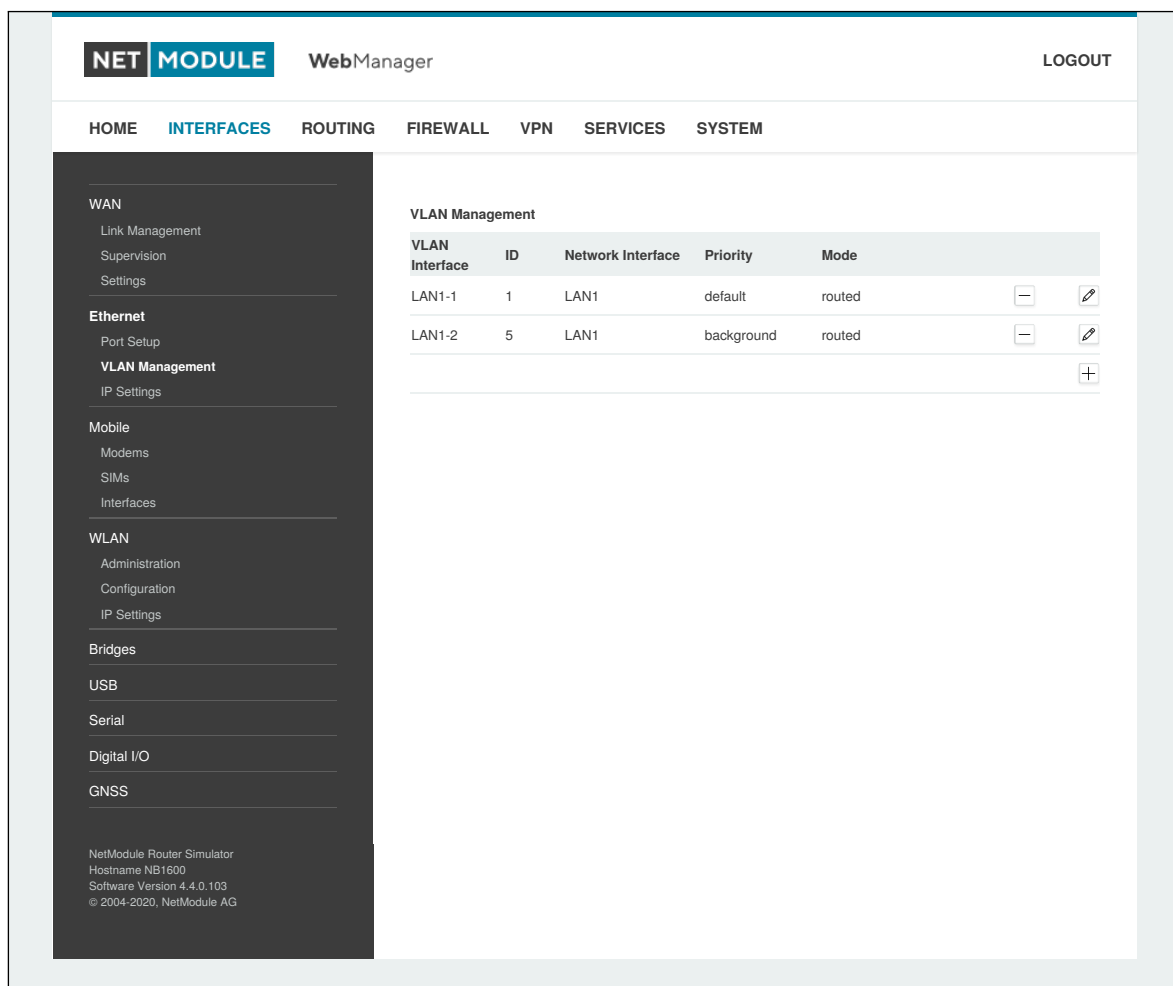 NET MODULE WebManager LOGOUT
HOME INTERFACES ROUTING FIREWALL VPN SERVICES SYSTEM
WAN
Link Management
Supervision
Settings
Ethernet
Port Setup
VLAN Management
IP Settings
Mobile
Modems
SIMs
Interfaces
WLAN
Administration
Configuration
IP Settings
Bridges
USB
Serial
Digital I/O
GNSS
NetModule Router Simulator
Hostname NB1600
Software Version 4.4.0.103
© 2004-2020, NetModule AG
VLAN Management
VLAN Interface ID Network Interface Priority Mode
LAN1-1 1 LAN1 default routed
LAN1-2 5 LAN1 background routed